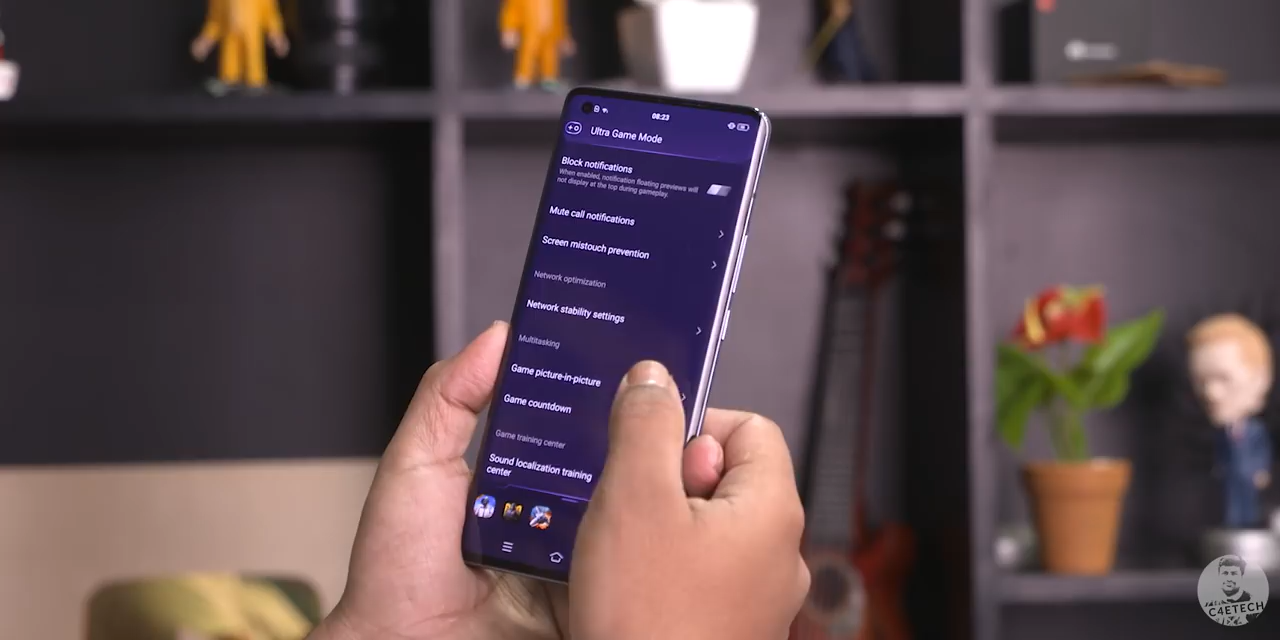 08:23
Ultra Game Mode
Block notifications
When enabled, notification floating previews will
not display at the top during gameplay.
Mute call notifications
Screen mistouch prevention
Network optimization
Network stability settings
Multitasking
Game picture-in-picture
Game countdown
Game training center
Sound localization training
center
C4ETECH